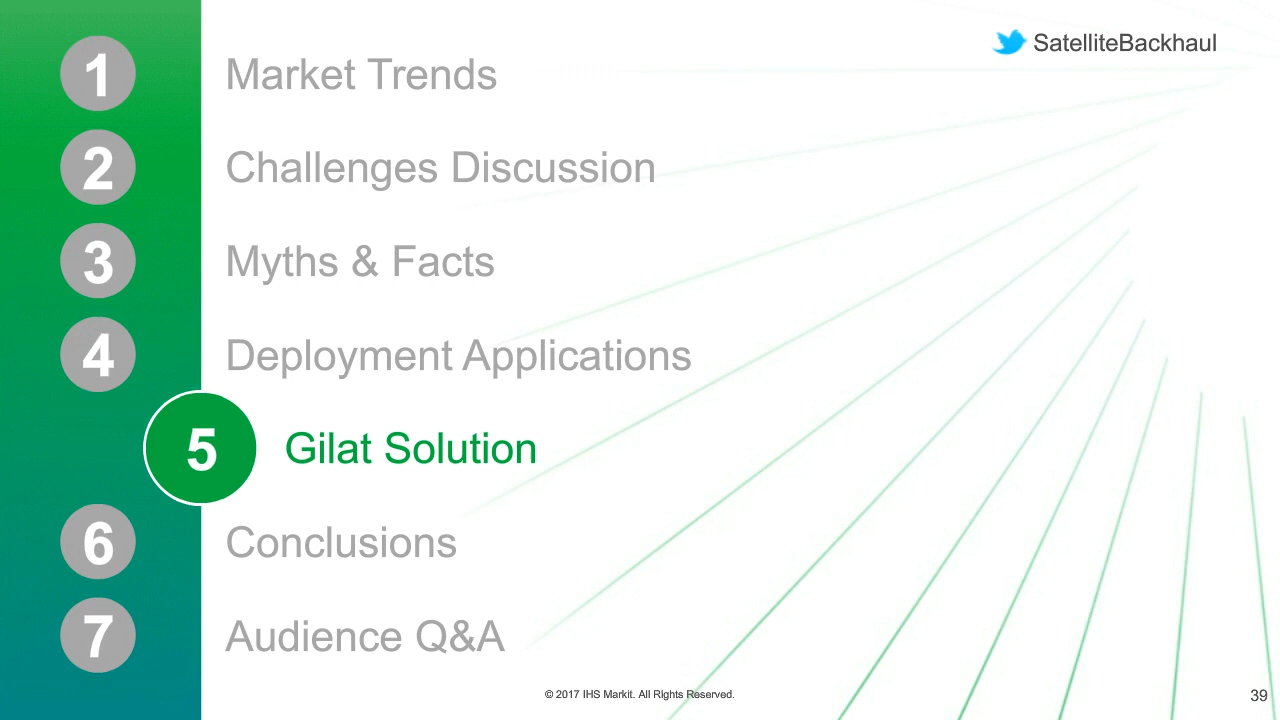 SatelliteBackhaul
1 Market Trends
2 Challenges Discussion
3 Myths & Facts
4 Deployment Applications
5 Gilat Solution
6 Conclusions
7 Audience Q&A
© 2017 IHS Markit. All Rights Reserved.
39